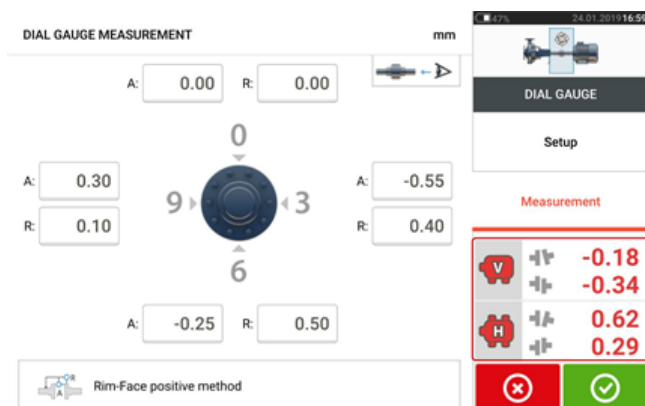 DIAL GAUGE MEASUREMENT mm
A: 0.00 R: 0.00
0
A: 0.30
R: 0.10
9
3
A: -0.55
R: 0.40
6
A: -0.25 R: 0.50
R
A
Rim-Face positive method
47% 24.01.2019 16:59
DIAL GAUGE
Setup
Measurement
V -0.18
-0.34
H 0.62
0.29